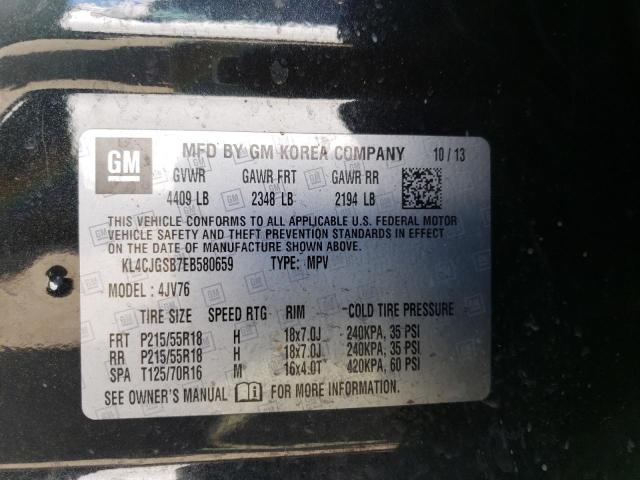 GM MFD BY GM KOREA COMPANY 10 / 13
GVWR GAWR FRT GAWR RR
4409 LB 2348 LB 2194 LB
THIS VEHICLE CONFORMS TO ALL APPLICABLE U.S. FEDERAL MOTOR
VEHICLE SAFETY AND THEFT PREVENTION STANDARDS IN EFFECT ON
THE DATE OF MANUFACTURE SHOWN ABOVE.
KL4CJGSB7EB580659 TYPE: MPV
MODEL : 4JV76
TIRE SIZE SPEED RTG RIM COLD TIRE PRESSURE
FRT P215/55R18 H 18x7.0J 240KPA, 35 PSI
RR P215/55R18 H 18x7.0J 240KPA, 35 PSI
SPA T125/70R16 M 16x4.0T 420KPA, 60 PSI
SEE OWNER'S MANUAL FOR MORE INFORMATION.